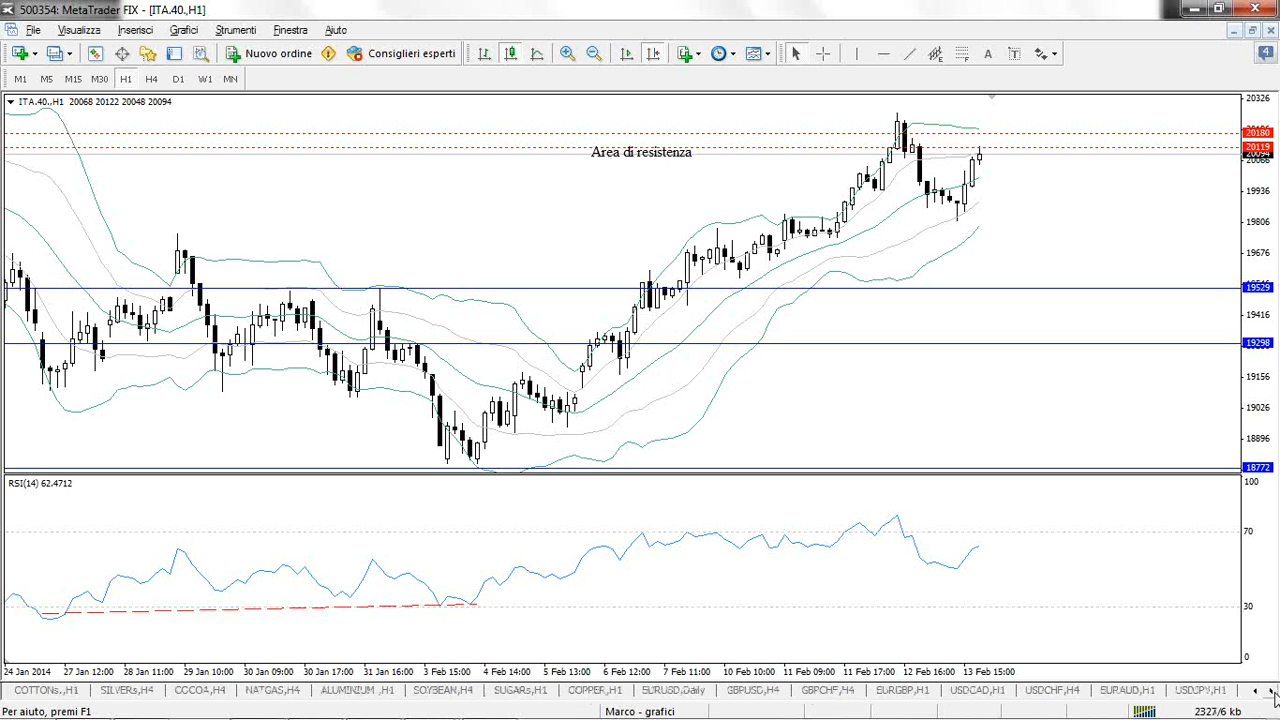 500354: MetaTrader FIX - [ITA.40.,H1]
File Visualizza Inserisci Grafici Strumenti Finestra Aiuto
Nuovo ordine Consiglieri esperti A T 4
M1 M5 M15 M30 H1 H4 D1 W1 MN
ITA.40.,H1 20068 20122 20048 20094
20326
20180
Area di resistenza
20119
20066
19936
19806
19676
19529
19416
19298
19156
19026
18896
18772
RSI(14) 62.4712
100
70
30
0
24 Jan 2014 27 Jan 12:00 28 Jan 11:00 29 Jan 10:00 30 Jan 09:00 30 Jan 17:00 31 Jan 16:00 3 Feb 15:00 4 Feb 14:00 5 Feb 13:00 6 Feb 12:00 7 Feb 11:00 10 Feb 10:00 11 Feb 09:00 11 Feb 17:00 12 Feb 16:00 13 Feb 15:00
COTTONs.,H1 SILVERs,H4 COCOA,H4 NATGAS,H4 ALUMINIUM ,H1 SOYBEAN,H4 SUGARs,H1 COPPER,H1 EURUSD,Daily GBPUSD,H4 GBPCHF,H4 EURGBP,H1 USDCAD,H1 USDCHF,H4 EURAUD,H1 USDJPY,H1
Per aiuto, premi F1 Marco - grafici 2327/6 kb